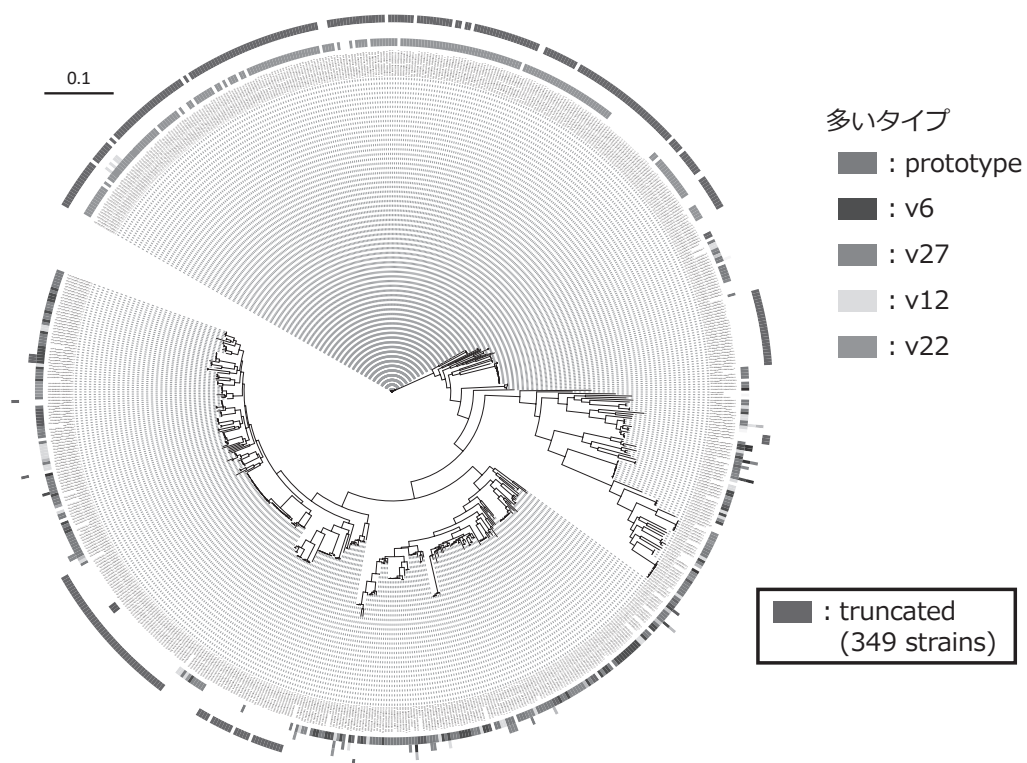 0.1
多いタイプ
: prototype
: v6
: v27
: v12
: v22
: truncated
(349 strains)